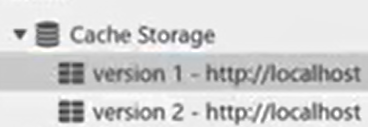 Cache Storage
version 1 - http://localhost
version 2 - http://localhost